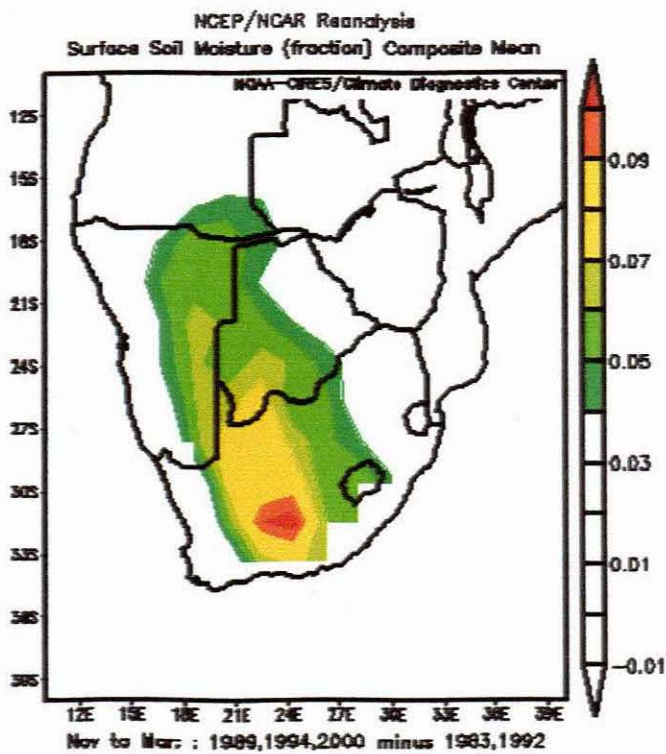 NCEP/NCAR Reanalysis
Surface Soil Moisture (fraction) Composite Mean
NOAA-CIRES/Climate Diagnostics Center
12S
15S
18S
21S
24S
27S
30S
33S
36S
39S
12E
15E
18E
21E
24E
27E
30E
33E
36E
39E
0.09
0.07
0.05
0.03
0.01
-0.01
Nov to Mar: : 1989,1994,2000 minus 1983,1992